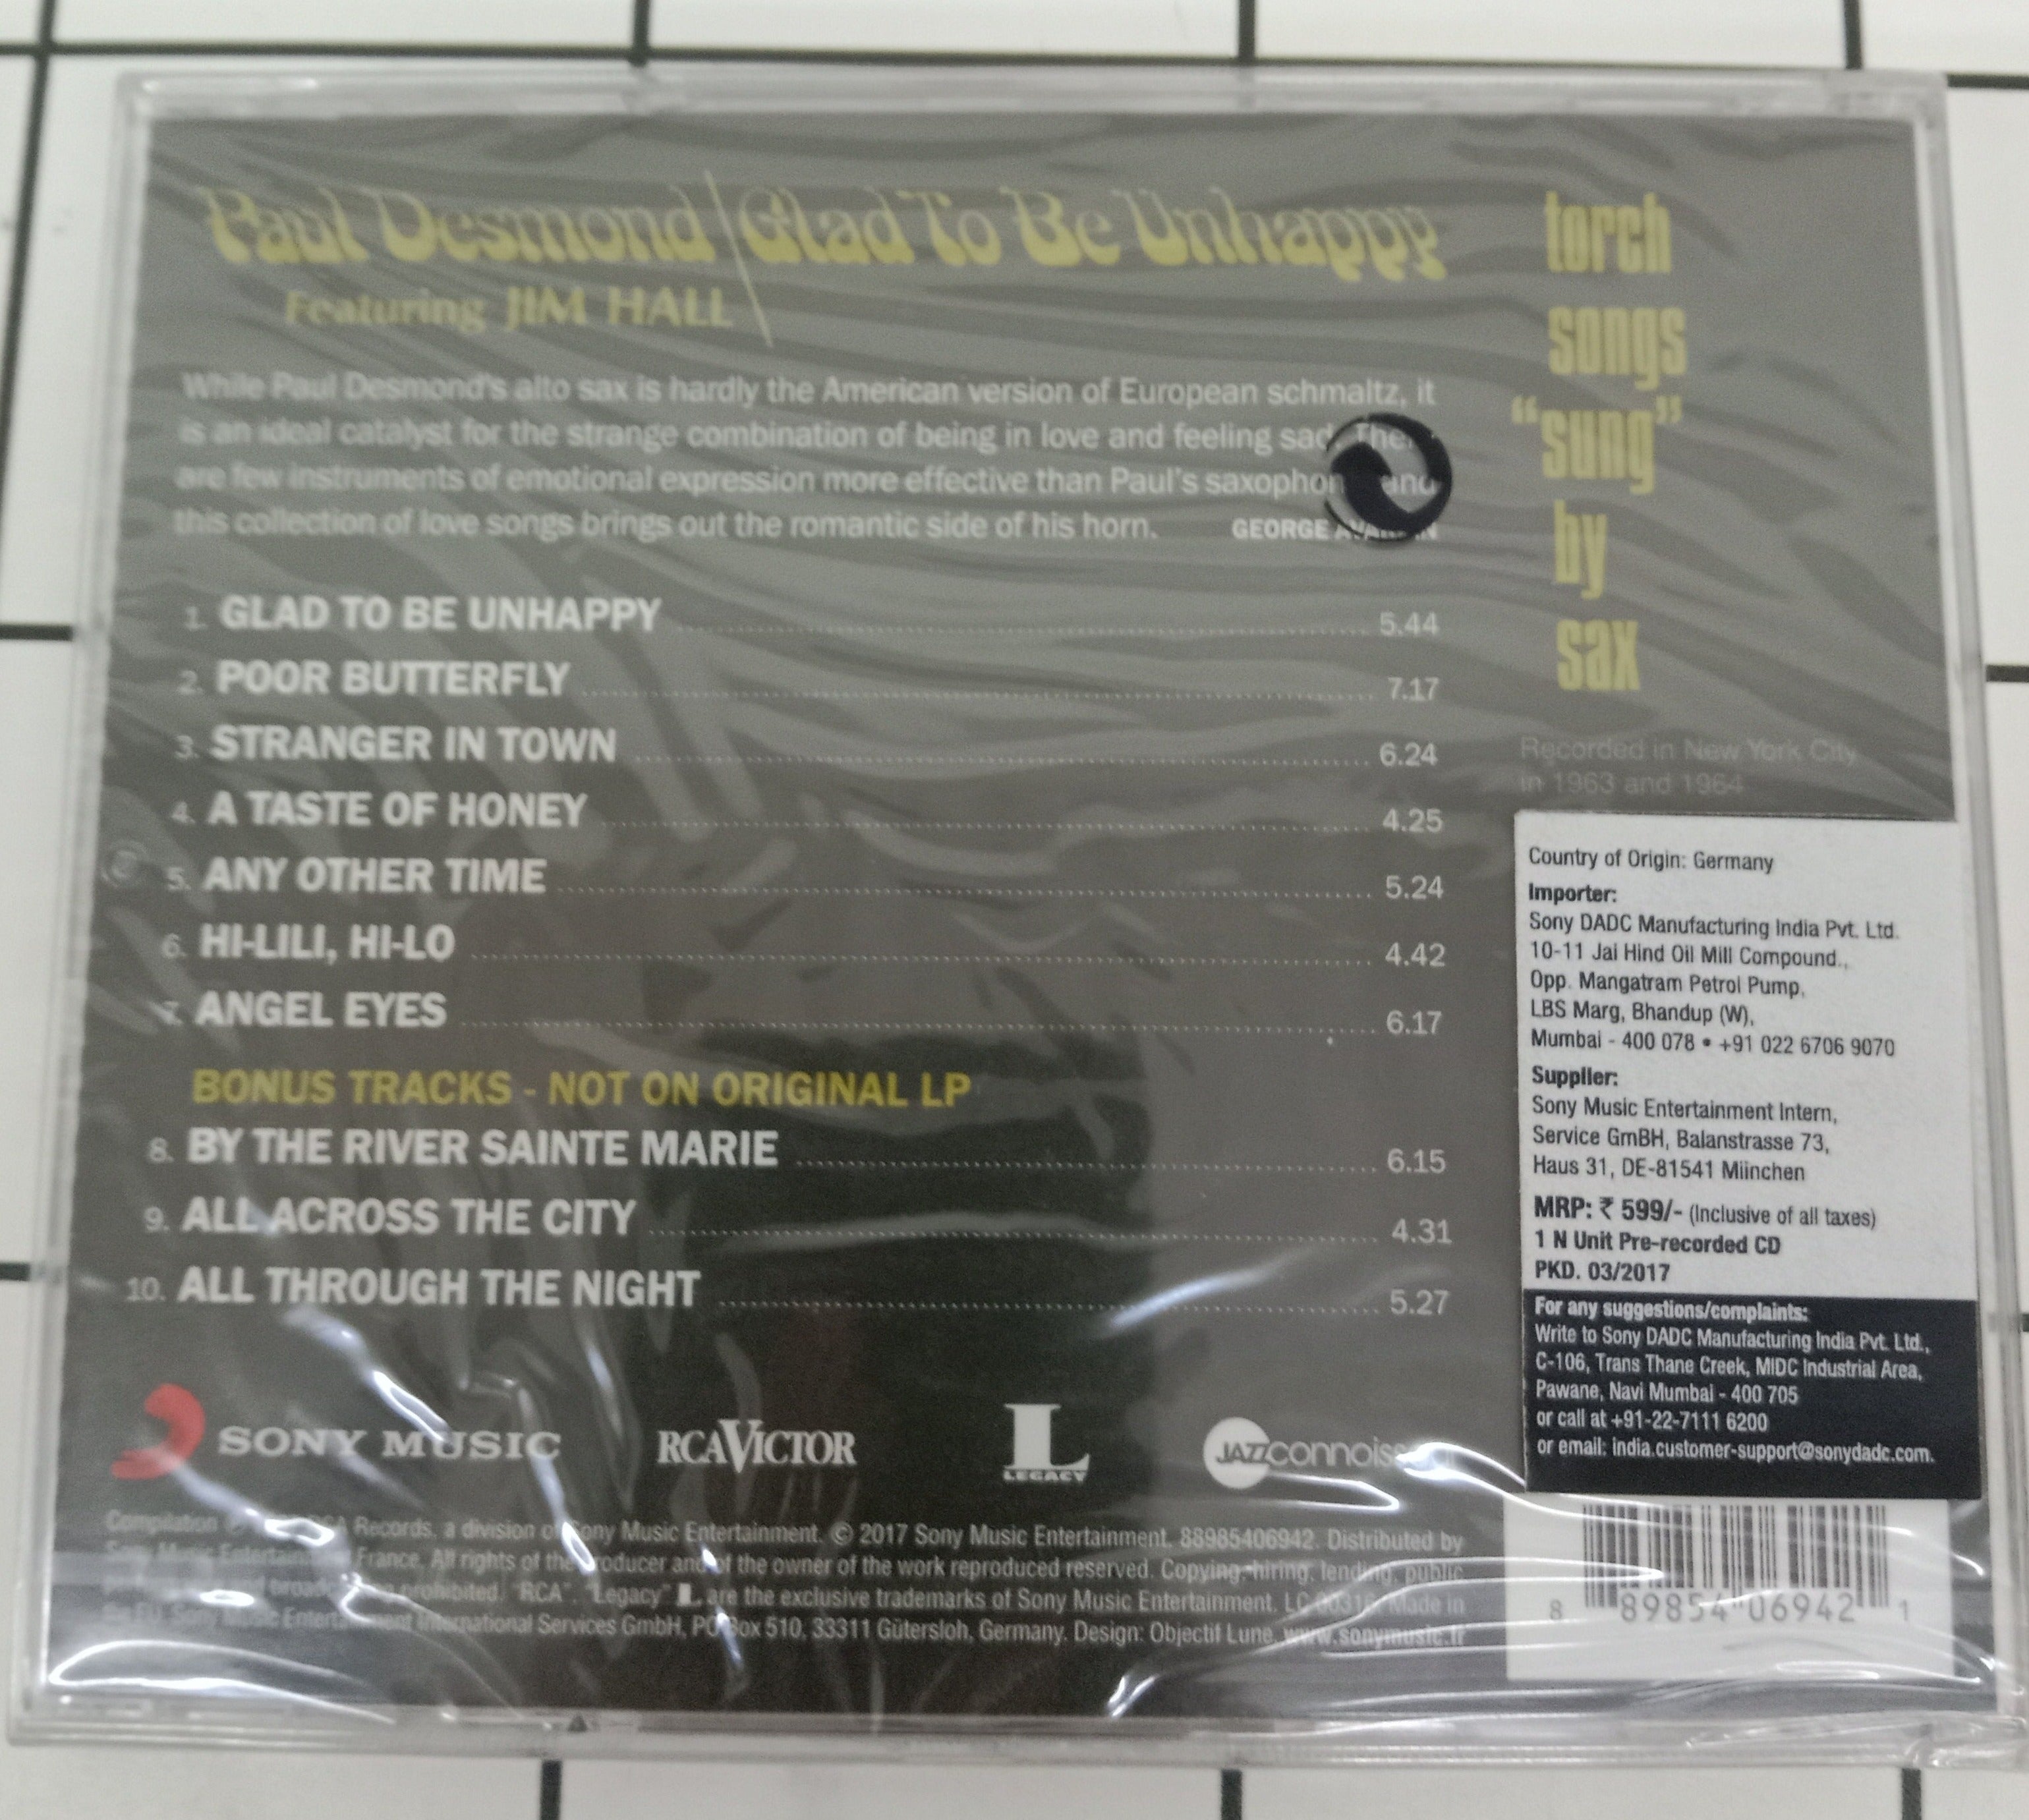 Paul Desmond / Glad To Be Unhappy
Featuring JIM HALL
While Paul Desmond's alto sax is hardly the American version of European schmaltz, it
is an ideal catalyst for the strange combination of being in love and feeling sad.
are few instruments of emotional expression more effective than Paul's and
this collection of love songs brings out the romantic side of his horn. GEORGE
1. GLAD TO BE UNHAPPY 5.44
2. POOR BUTTERFLY 7.17
3. STRANGER IN TOWN 6.24
4. A TASTE OF HONEY 4.25
5. ANY OTHER TIME 5.24
6. HI-LILI, HI-LO 4.42
7. ANGEL EYES 6.17
BONUS TRACKS - NOT ON ORIGINAL LP
8. BY THE RIVER SAINTE MARIE 6.15
9. ALL ACROSS THE CITY 4.31
10. ALL THROUGH THE NIGHT 5.27
SONY MUSIC
RCA VICTOR
L
LEGACY
JAZZ
Compilation Records, a division of Sony Music Entertainment. © 2017 Sony Music Entertainment. 88985406942. Distributed by
Sony Music Entertainment France. All rights of the producer and of the owner of the work reproduced reserved. Copying, hiring, lending, public
prohibited. "RCA", "Legacy" L are the exclusive trademarks of Sony Music Entertainment. LC Made in
Sony Music Entertainment International Services GmbH, PO Box 510, 33311 Gütersloh, Germany. Design: Objectif Lune. www.sonymusic.fr
torch
songs
"sung"
by
sax
Recorded in New York City
in 1963 and 1964
Country of Origin: Germany
Importer:
Sony DADC Manufacturing India Pvt. Ltd.
10-11 Jai Hind Oil Mill Compound.,
Opp. Mangatram Petrol Pump,
LBS Marg, Bhandup (W),
Mumbai - 400 078 • +91 022 6706 9070
Supplier:
Sony Music Entertainment Intern,
Service GmBH, Balanstrasse 73,
Haus 31, DE-81541 Miinchen
MRP: ₹ 599/- (Inclusive of all taxes)
1 N Unit Pre-recorded CD
PKD. 03/2017
For any suggestions/complaints:
Write to Sony DADC Manufacturing India Pvt. Ltd.,
C-106, Trans Thane Creek, MIDC Industrial Area,
Pawane, Navi Mumbai - 400 705
or call at +91-22-7111 6200
or email: india.customer-support@sonydadc.com.
8 89854 06942 1